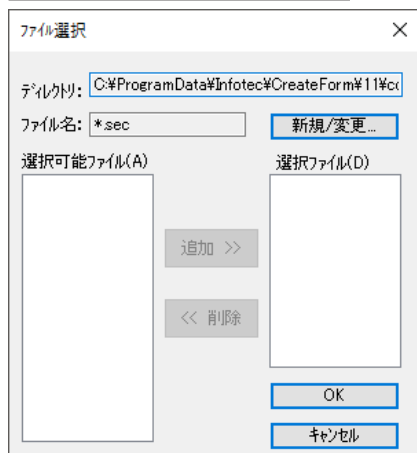 ファイル選択
ディレクトリ: C:¥ProgramData¥Infotec¥CreateForm¥11¥c
ファイル名: *.sec 新規/変更...
選択可能ファイル(A) 選択ファイル(D)
追加 >>
<< 削除
OK
キャンセル